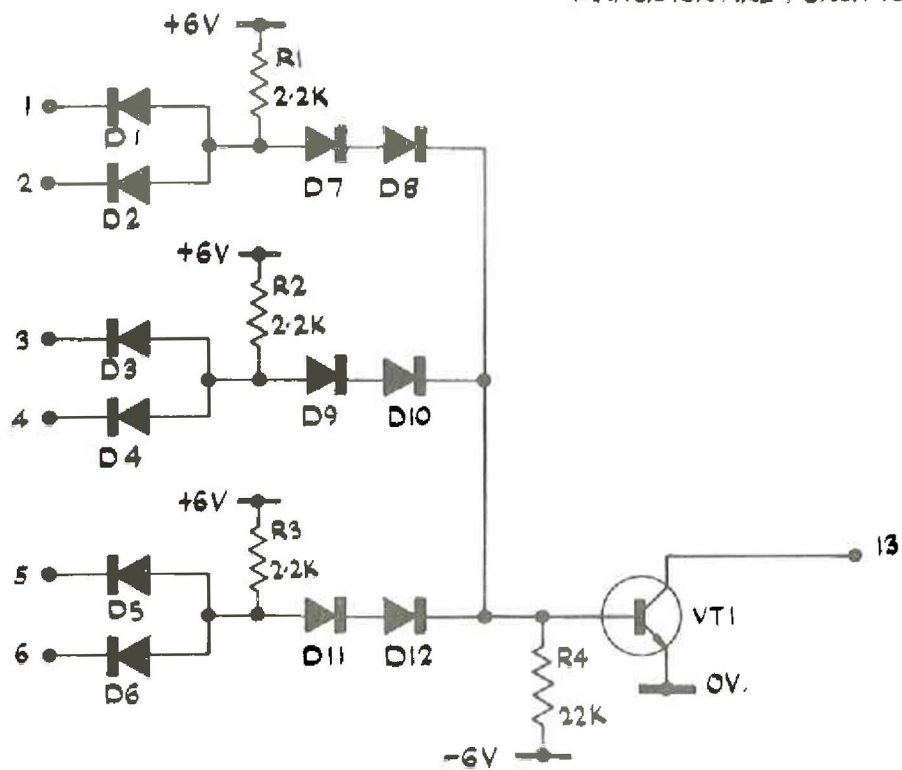 +6V
R1
2.2K
1
D1
2
D2
D7
D8
+6V
R2
2.2K
3
D3
4
D4
D9
D10
+6V
R3
2.2K
5
D5
6
D6
D11
D12
13
VT1
R4
22K
0V.
-6V